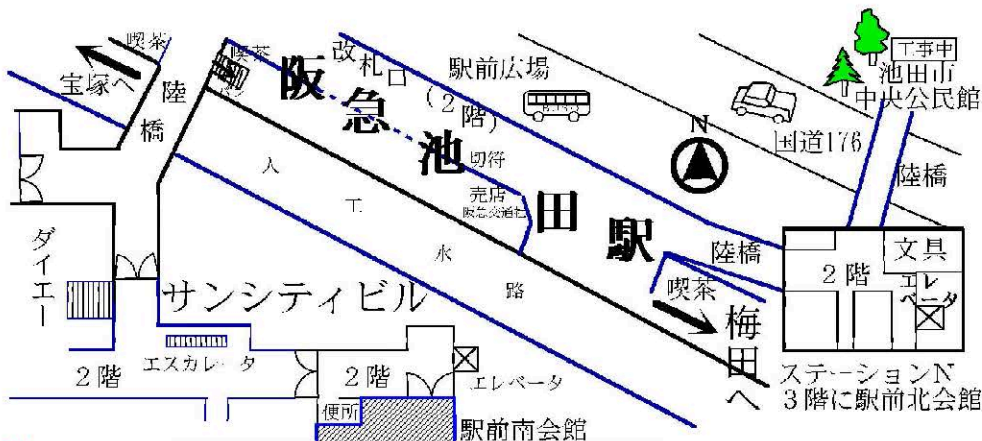 喫茶
宝塚へ
陸橋
喫茶
阪急池田駅
改札口
(2階)
駅前広場
工事中
池田市
中央公民館
N
国道176
陸橋
切符
売店
阪急交通社
人工水路
陸橋
喫茶
梅田へ
文具
2階
エレベータ
ステーションN
3階に駅前北会館
ダイエー
サンシティビル
エスカレータ
2階
2階
エレベータ
便所
駅前南会館